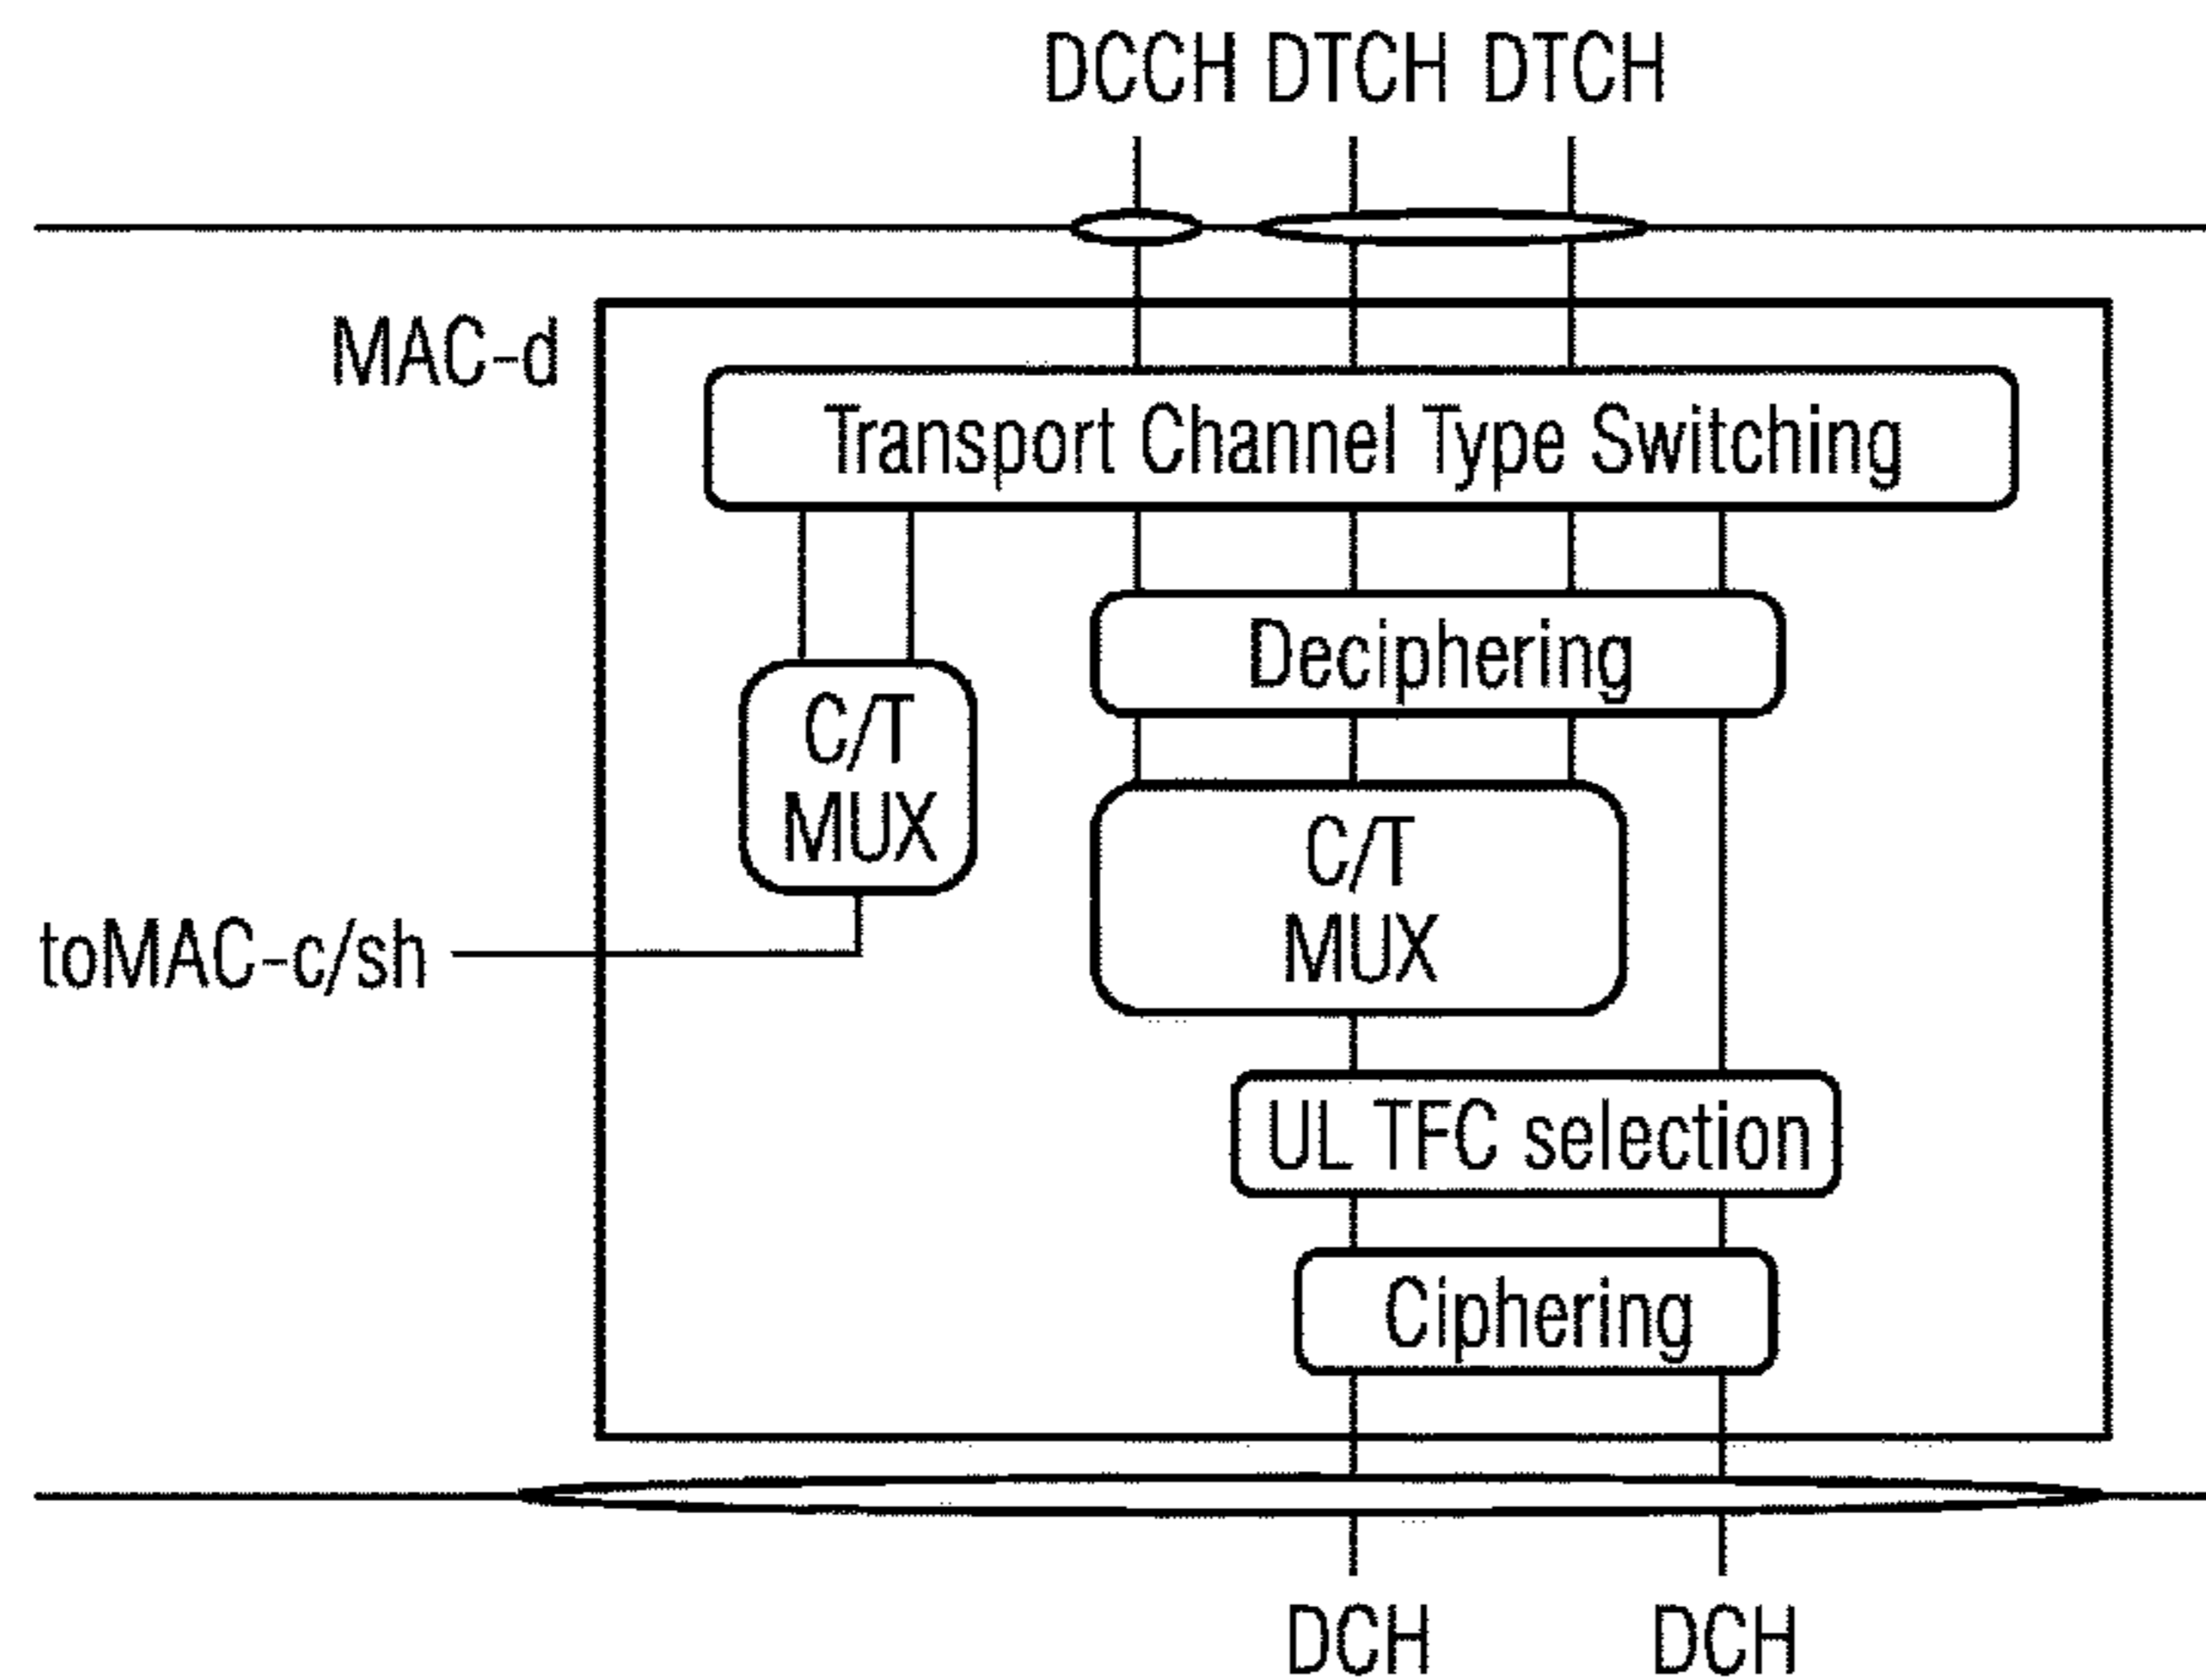 DCCH DTCH DTCH
MAC-d
Transport Channel Type Switching
Deciphering
C/T
MUX
C/T
MUX
toMAC-c/sh
UL TFC selection
Ciphering
DCH DCH